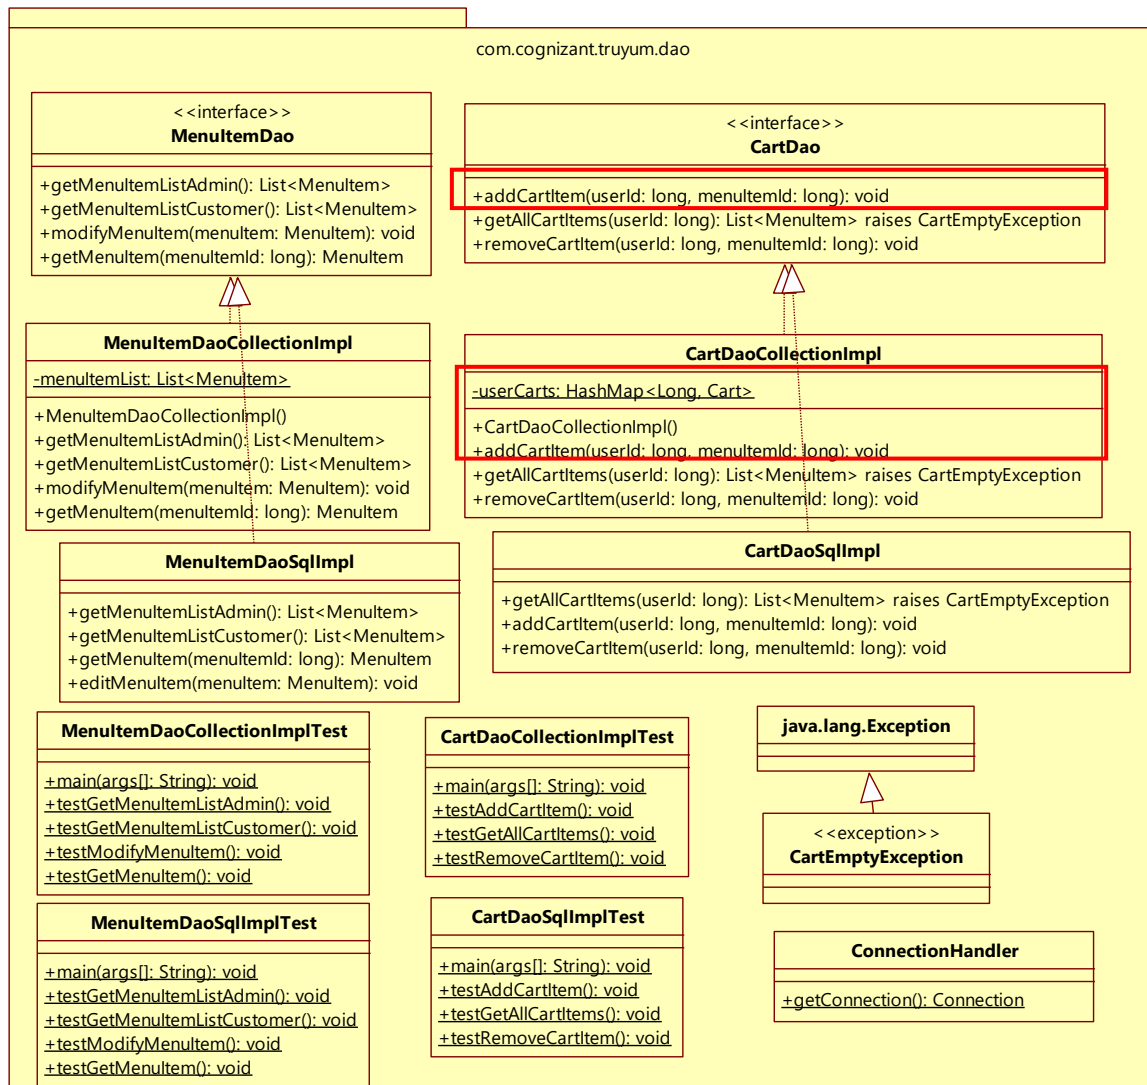 com.cognizant.truyum.dao
<<interface>>
MenuItemDao
+getMenuItemListAdmin(): List<MenuItem>
+getMenuItemListCustomer(): List<MenuItem>
+modifyMenuItem(menuItem: MenuItem): void
+getMenuItem(menuItemId: long): MenuItem
<<interface>>
CartDao
+addCartItem(userId: long, menuItemId: long): void
+getAllCartItems(userId: long): List<MenuItem> raises CartEmptyException
+removeCartItem(userId: long, menuItemId: long): void
MenuItemDaoCollectionImpl
-menuItemList: List<MenuItem>
+MenuItemDaoCollectionImpl()
+getMenuItemListAdmin(): List<MenuItem>
+getMenuItemListCustomer(): List<MenuItem>
+modifyMenuItem(menuItem: MenuItem): void
+getMenuItem(menuItemId: long): MenuItem
CartDaoCollectionImpl
-userCarts: HashMap<Long, Cart>
+CartDaoCollectionImpl()
+addCartItem(userId: long, menuItemId: long): void
+getAllCartItems(userId: long): List<MenuItem> raises CartEmptyException
+removeCartItem(userId: long, menuItemId: long): void
MenuItemDaoSqlImpl
+getMenuItemListAdmin(): List<MenuItem>
+getMenuItemListCustomer(): List<MenuItem>
+getMenuItem(menuItemId: long): MenuItem
+editMenuItem(menuItem: MenuItem): void
CartDaoSqlImpl
+getAllCartItems(userId: long): List<MenuItem> raises CartEmptyException
+addCartItem(userId: long, menuItemId: long): void
+removeCartItem(userId: long, menuItemId: long): void
MenuItemDaoCollectionImplTest
+main(args[]: String): void
+testGetMenuItemListAdmin(): void
+testGetMenuItemListCustomer(): void
+testModifyMenuItem(): void
+testGetMenuItem(): void
CartDaoCollectionImplTest
+main(args[]: String): void
+testAddCartItem(): void
+testGetAllCartItems(): void
+testRemoveCartItem(): void
java.lang.Exception
<<exception>>
CartEmptyException
MenuItemDaoSqlImplTest
+main(args[]: String): void
+testGetMenuItemListAdmin(): void
+testGetMenuItemListCustomer(): void
+testModifyMenuItem(): void
+testGetMenuItem(): void
CartDaoSqlImplTest
+main(args[]: String): void
+testAddCartItem(): void
+testGetAllCartItems(): void
+testRemoveCartItem(): void
ConnectionHandler
+getConnection(): Connection